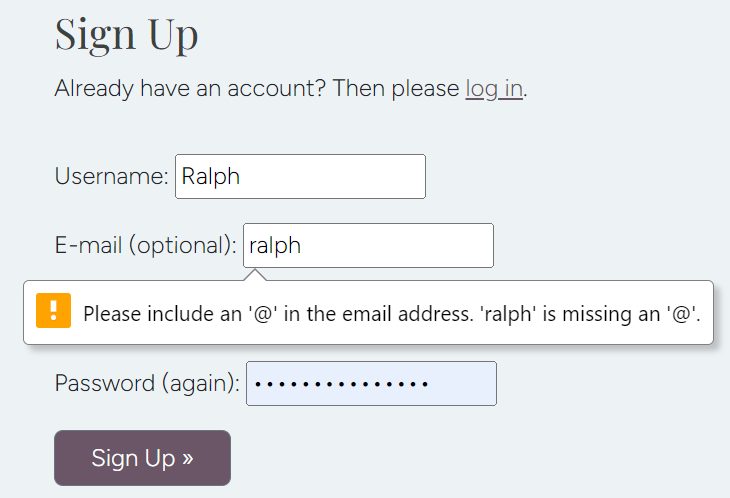 Sign Up
Already have an account? Then please log in.
Username: Ralph
E-mail (optional): ralph
Please include an '@' in the email address. 'ralph' is missing an '@'.
Password (again): •••••••••••••••
Sign Up »